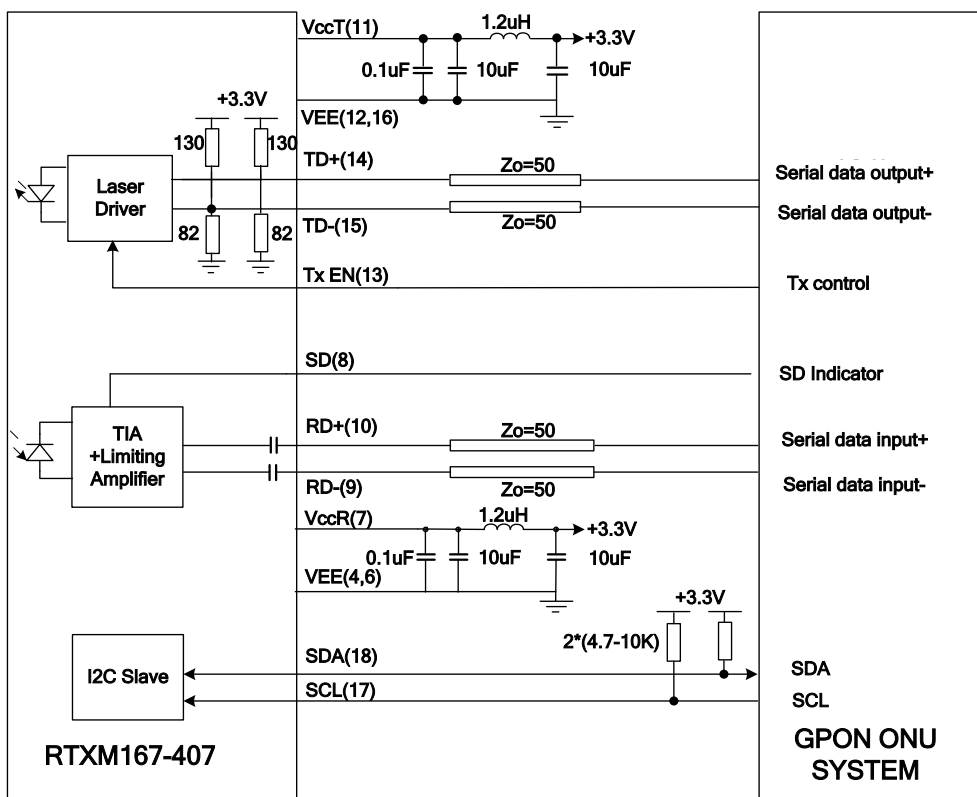 VccT(11)
1.2uH
+3.3V
0.1uF
10uF
10uF
VEE(12,16)
+3.3V
130
130
TD+(14)
Zo=50
Serial data output+
Laser
Driver
82
82
TD-(15)
Zo=50
Serial data output-
Tx EN(13)
Tx control
SD(8)
SD Indicator
TIA
+Limiting
Amplifier
RD+(10)
Zo=50
Serial data input+
RD-(9)
Zo=50
Serial data input-
VccR(7)
1.2uH
+3.3V
0.1uF
10uF
10uF
VEE(4,6)
+3.3V
2*(4.7-10K)
I2C Slave
SDA(18)
SDA
SCL(17)
SCL
RTXM167-407
GPON ONU
SYSTEM